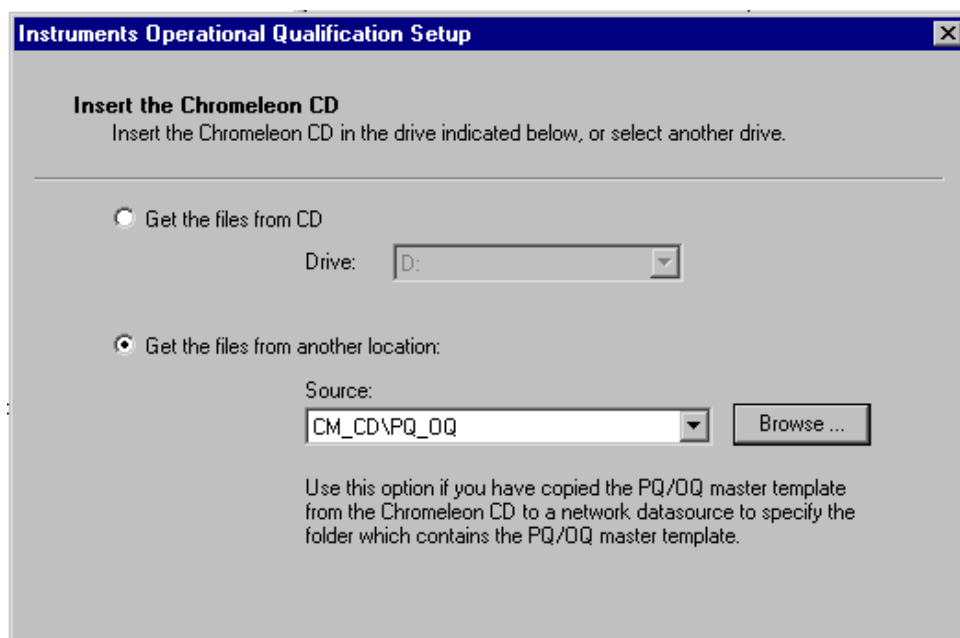 Instruments Operational Qualification Setup
Insert the Chromeleon CD
Insert the Chromeleon CD in the drive indicated below, or select another drive.
Get the files from CD
Drive:
D:
Get the files from another location:
Source:
CM_CD\PQ_OQ
Browse ...
Use this option if you have copied the PQ/OQ master template
from the Chromeleon CD to a network datasource to specify the
folder which contains the PQ/OQ master template.